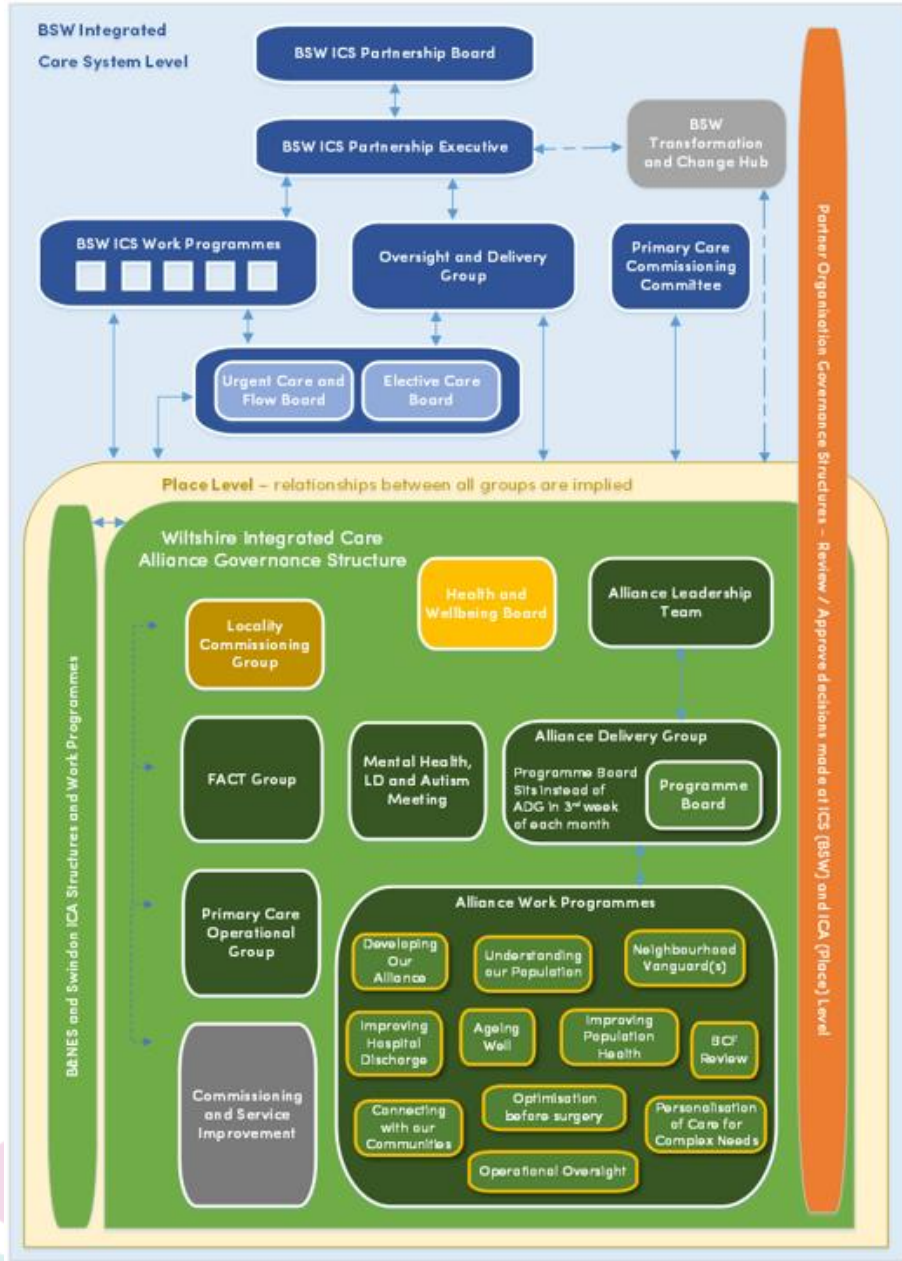 BSW Integrated
Care System Level
BSW ICS Partnership Board
BSW ICS Partnership Executive
BSW
Transformation
and Change Hub
BSW ICS Work Programmes
Oversight and Delivery
Group
Primary Care
Commissioning
Committee
Urgent Care and
Flow Board
Elective Care
Board
Partner Organisation Governance Structures – Review / Approve decisions made at ICS (BSW) and ICA (Place) Level
Place Level – relationships between all groups are implied
B&NES and Swindon ICA Structures and Work Programmes
Wiltshire Integrated Care
Alliance Governance Structure
Health and
Wellbeing Board
Alliance Leadership
Team
Locality
Commissioning
Group
FACT Group
Mental Health,
LD and Autism
Meeting
Alliance Delivery Group
Programme Board
Sits instead of
ADG in 3rd week
of each month
Programme
Board
Primary Care
Operational
Group
Commissioning
and Service
Improvement
Alliance Work Programmes
Developing
Our
Alliance
Understanding
our Population
Neighbourhood
Vanguard(s)
Improving
Hospital
Discharge
Ageing
Well
Improving
Population
Health
BCF
Review
Connecting
with our
Communities
Optimisation
before surgery
Personalisation
of Care for
Complex Needs
Operational Oversight